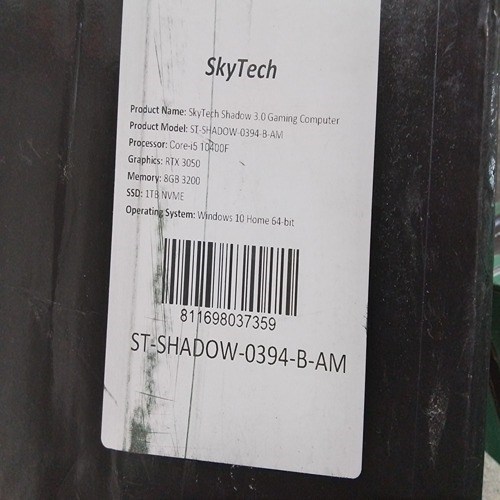 SkyTech
Product Name: SkyTech Shadow 3.0 Gaming Computer
Product Model: ST-SHADOW-0394-B-AM
Processor: Core-i5 10400F
Graphics: RTX 3050
Memory: 8GB 3200
SSD: 1TB NVME
Operating System: Windows 10 Home 64-bit
811698037359
ST-SHADOW-0394-B-AM